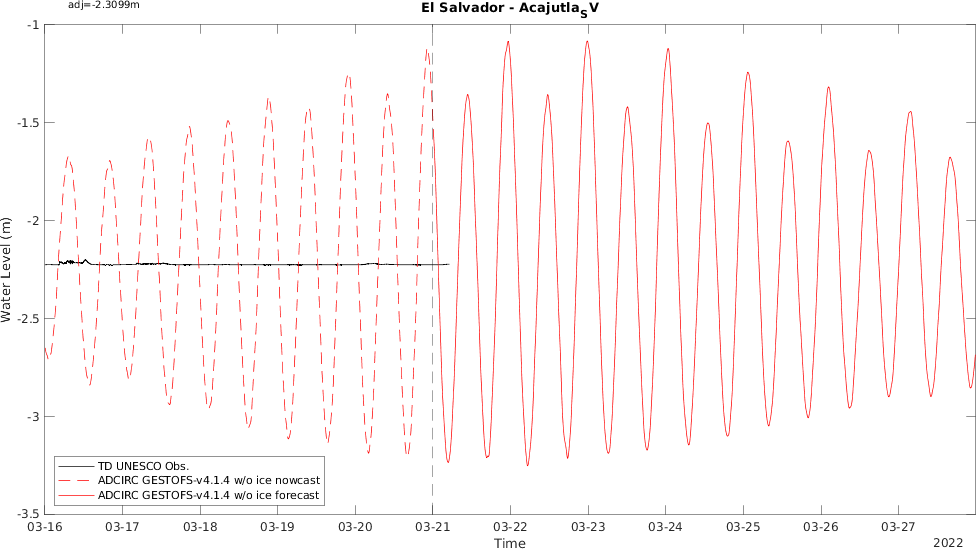 adj=-2.3099m
El Salvador - Acajutla_SV
Water Level (m)
-1
-1.5
-2
-2.5
-3
-3.5
TD UNESCO Obs.
ADCIRC GESTOFS-v4.1.4 w/o ice nowcast
ADCIRC GESTOFS-v4.1.4 w/o ice forecast
03-16 03-17 03-18 03-19 03-20 03-21 03-22 03-23 03-24 03-25 03-26 03-27
Time
2022